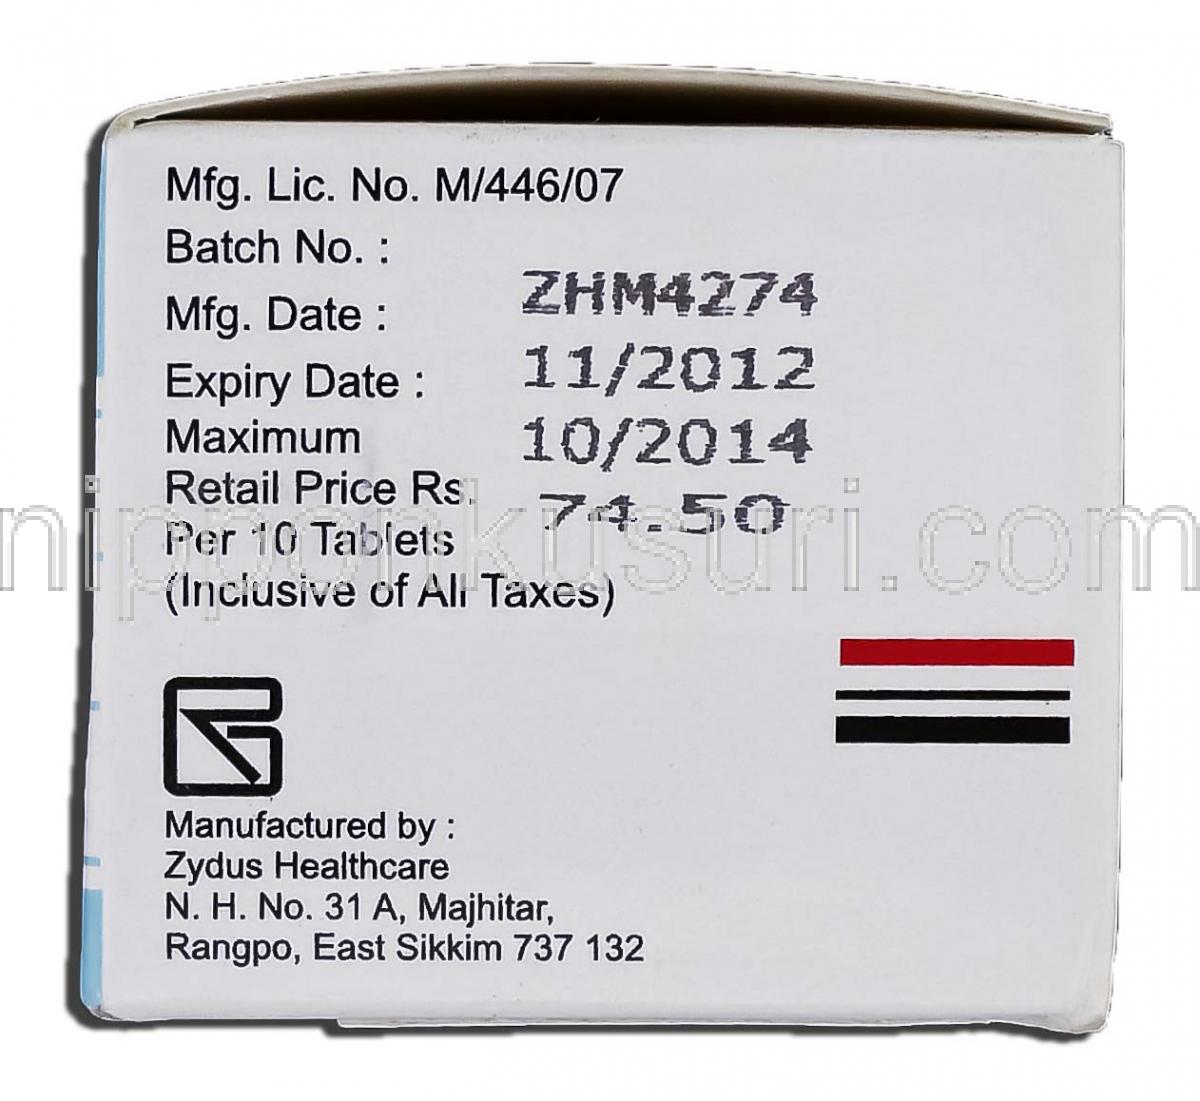 Mfg. Lic. No. M/446/07
Batch No. : ZHM4274
Mfg. Date : 11/2012
Expiry Date : 10/2014
Maximum
Retail Price Rs. 74.50
Per 10 Tablets
(Inclusive of All Taxes)
nipponkusuri.com
Manufactured by :
Zydus Healthcare
N. H. No. 31 A, Majhitar,
Rangpo, East Sikkim 737 132